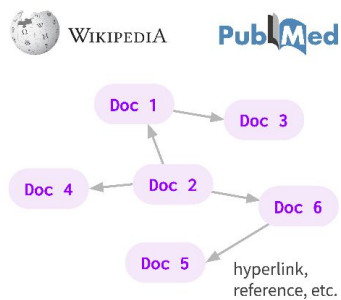 WIKIPEDIA
PubMed
Doc 1
Doc 3
Doc 4
Doc 2
Doc 6
Doc 5
hyperlink,
reference, etc.